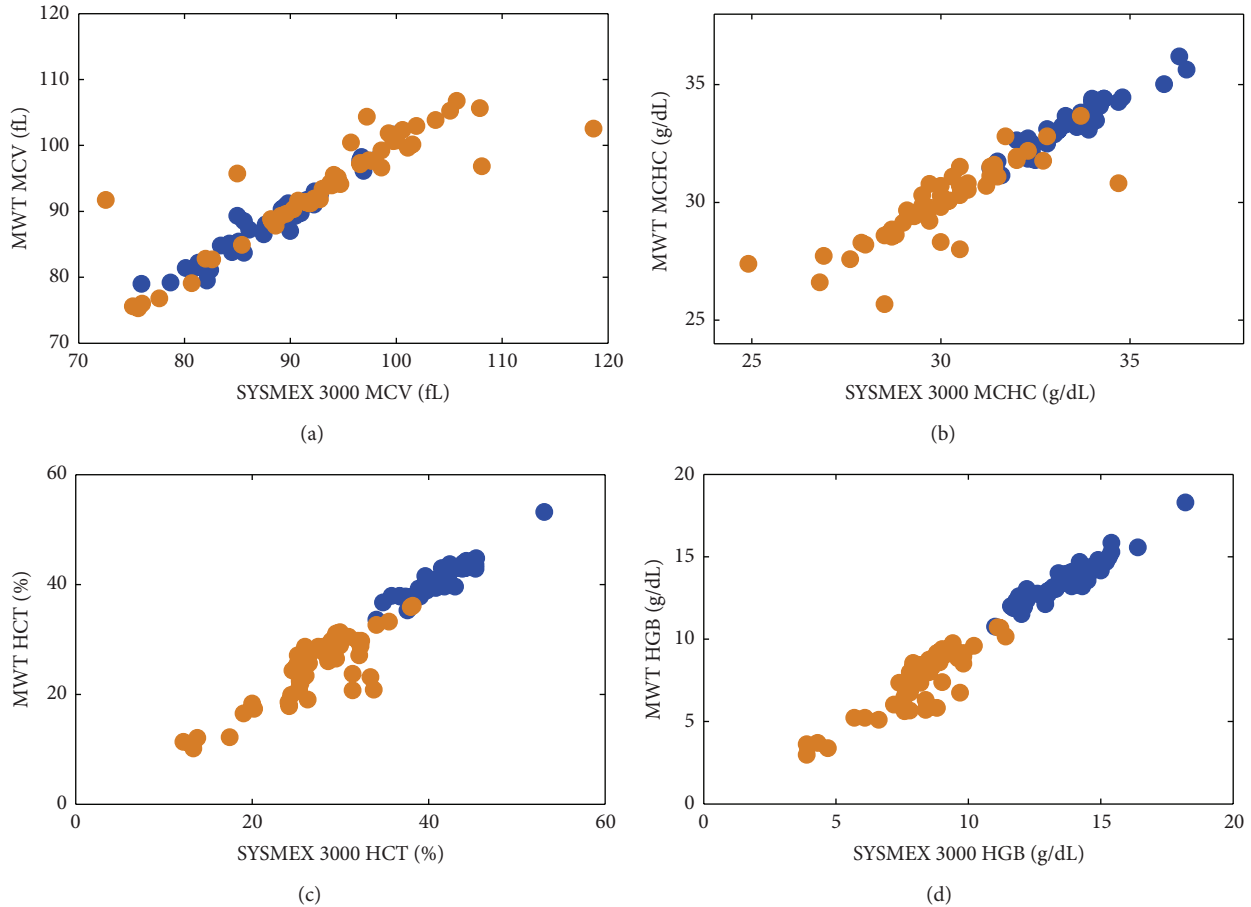 120
110
100
90
80
70
MWT MCV (fL)
70 80 90 100 110 120
SYSMEX 3000 MCV (fL)
(a)
35
30
25
MWT MCHC (g/dL)
25 30 35
SYSMEX 3000 MCHC (g/dL)
(b)
60
40
20
0
MWT HCT (%)
0 20 40 60
SYSMEX 3000 HCT (%)
(c)
20
15
10
5
0
MWT HGB (g/dL)
0 5 10 15 20
SYSMEX 3000 HGB (g/dL)
(d)